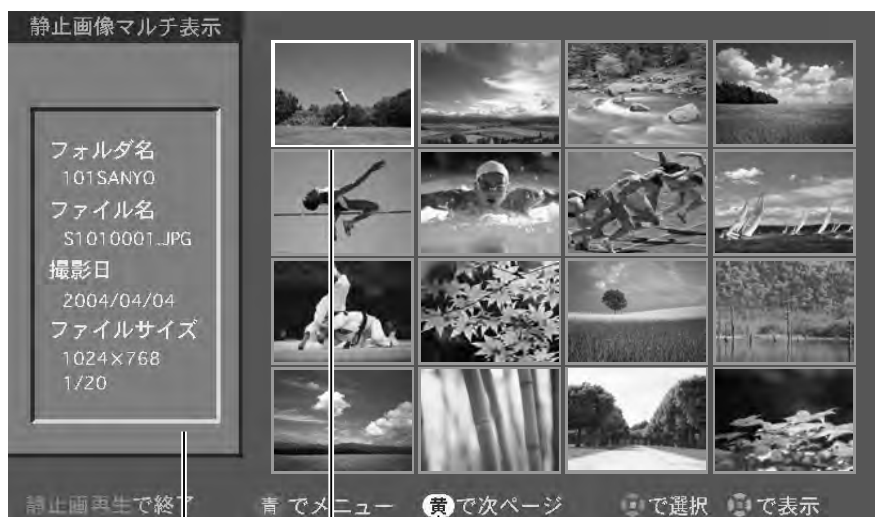 静止画像マルチ表示
フォルダ名
101SANYO
ファイル名
S1010001.JPG
撮影日
2004/04/04
ファイルサイズ
1024×768
1/20
静止画再生で終了
青 でメニュー
黄で次ページ
で選択
で表示